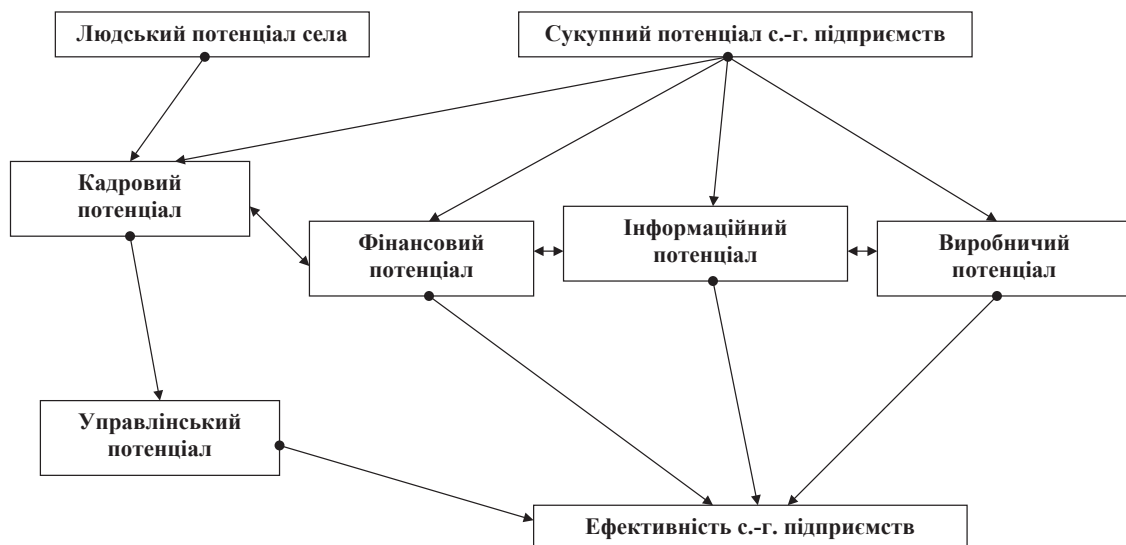 Людський потенціал села
Сукупний потенціал с.-г. підприємств
Кадровий
потенціал
Фінансовий
потенціал
Інформаційний
потенціал
Виробничий
потенціал
Управлінський
потенціал
Ефективність с.-г. підприємств